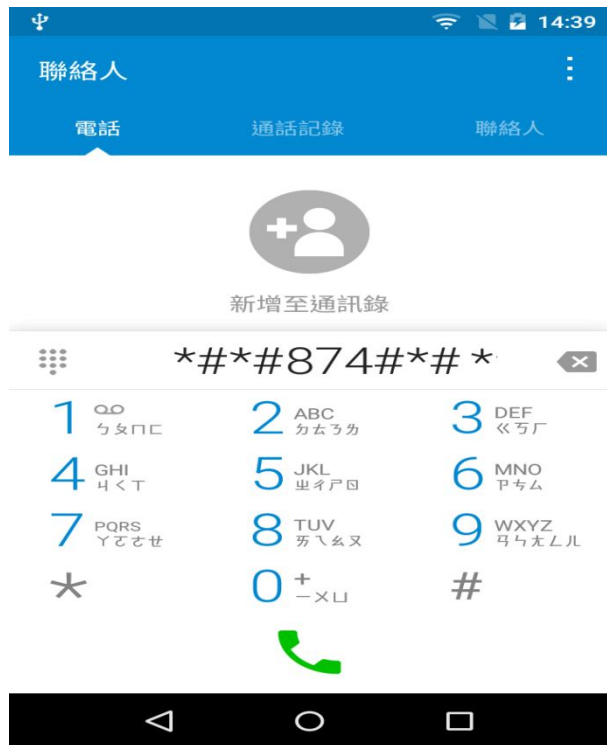 14:39
聯絡人
電話 通話記錄 聯絡人
新增至通訊錄
*#*#874#*#*
1 ㄅㄆㄇㄈ 2 ABC ㄉㄊㄋㄌ 3 DEF ㄍㄎㄏ
4 GHI ㄐㄑㄒ 5 JKL ㄓㄔㄕㄖ 6 MNO ㄗㄘㄙ
7 PQRS ㄚㄛㄜㄝ 8 TUV ㄞㄟㄠㄡ 9 WXYZ ㄢㄣㄤㄥㄦ
* 0 + ㄧㄨㄩ #